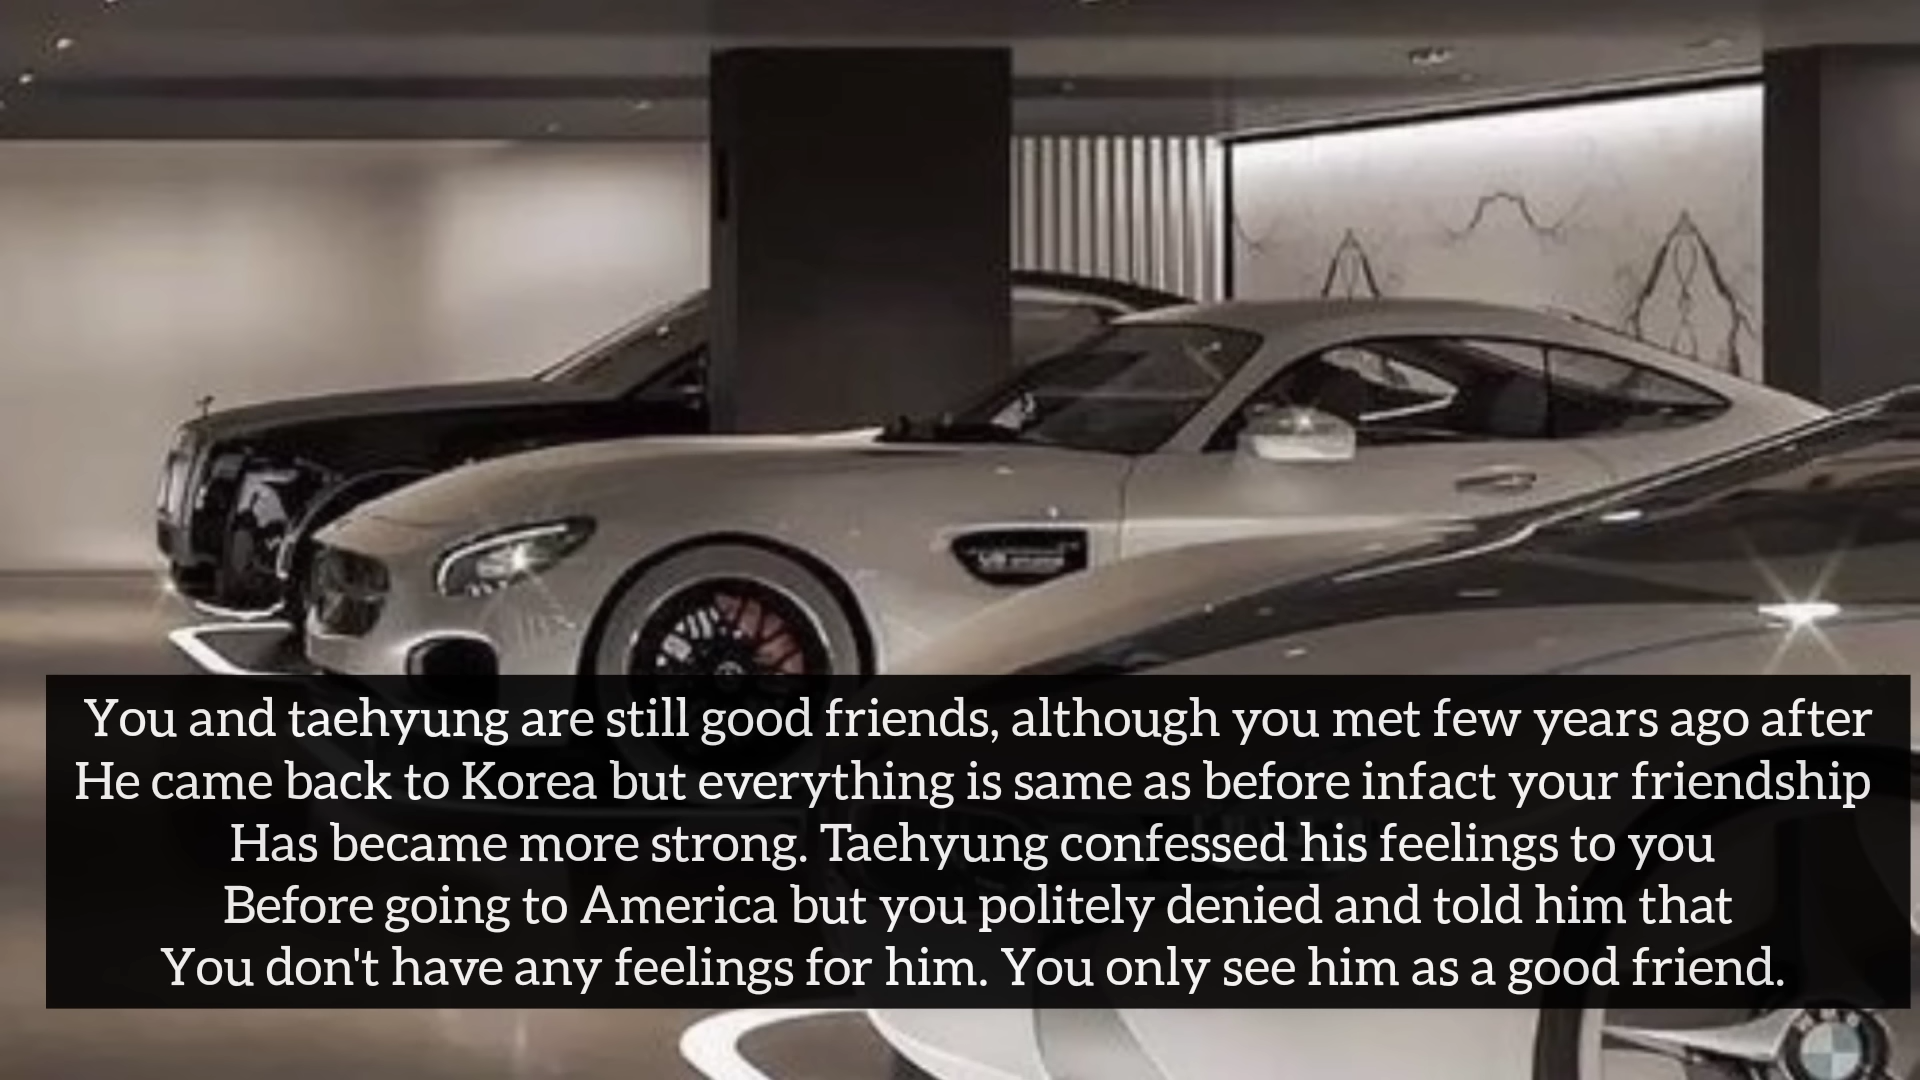 You and taehyung are still good friends, although you met few years ago after
He came back to Korea but everything is same as before infact your friendship
Has became more strong. Taehyung confessed his feelings to you
Before going to America but you politely denied and told him that
You don't have any feelings for him. You only see him as a good friend.
BMW